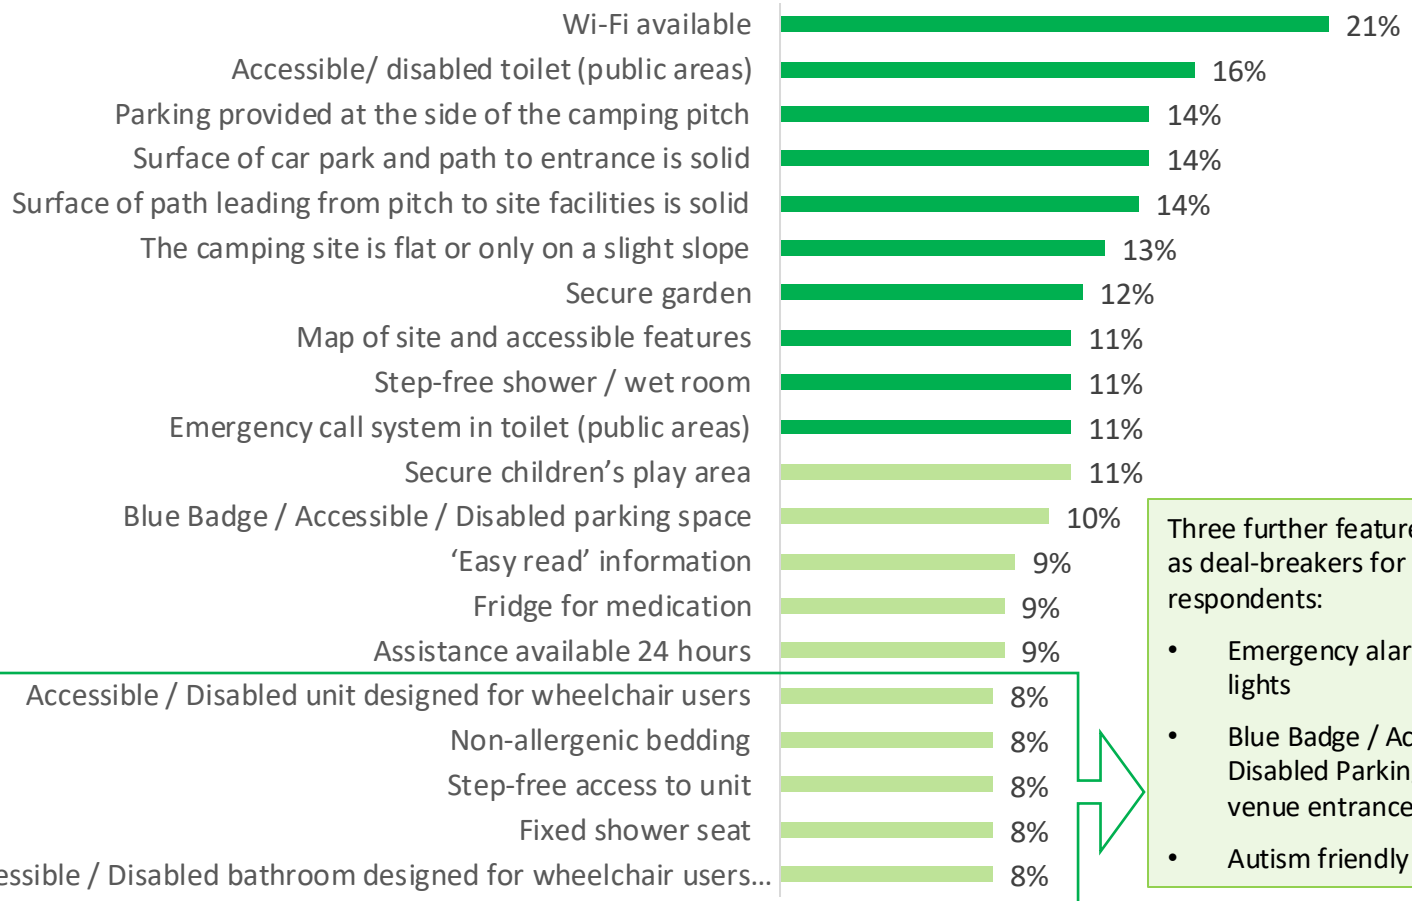 Wi-Fi available 21%
Accessible/ disabled toilet (public areas) 16%
Parking provided at the side of the camping pitch 14%
Surface of car park and path to entrance is solid 14%
Surface of path leading from pitch to site facilities is solid 14%
The camping site is flat or only on a slight slope 13%
Secure garden 12%
Map of site and accessible features 11%
Step-free shower / wet room 11%
Emergency call system in toilet (public areas) 11%
Secure children’s play area 11%
Blue Badge / Accessible / Disabled parking space 10%
‘Easy read’ information 9%
Fridge for medication 9%
Assistance available 24 hours 9%
Accessible / Disabled unit designed for wheelchair users 8%
Non-allergenic bedding 8%
Step-free access to unit 8%
Fixed shower seat 8%
/ Disabled bathroom designed for wheelchair users… 8%
Three further
as deal-breakers for
respondents:
• Emergency
lights
• Blue Badge /
Disabled
venue entrance
• Autism friendly